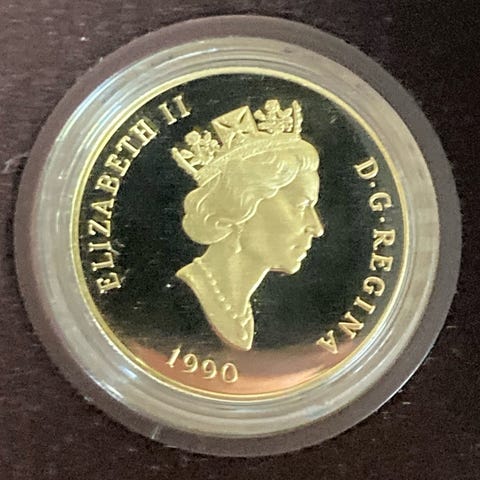 ELIZABETH II
D·G·REGINA
1990